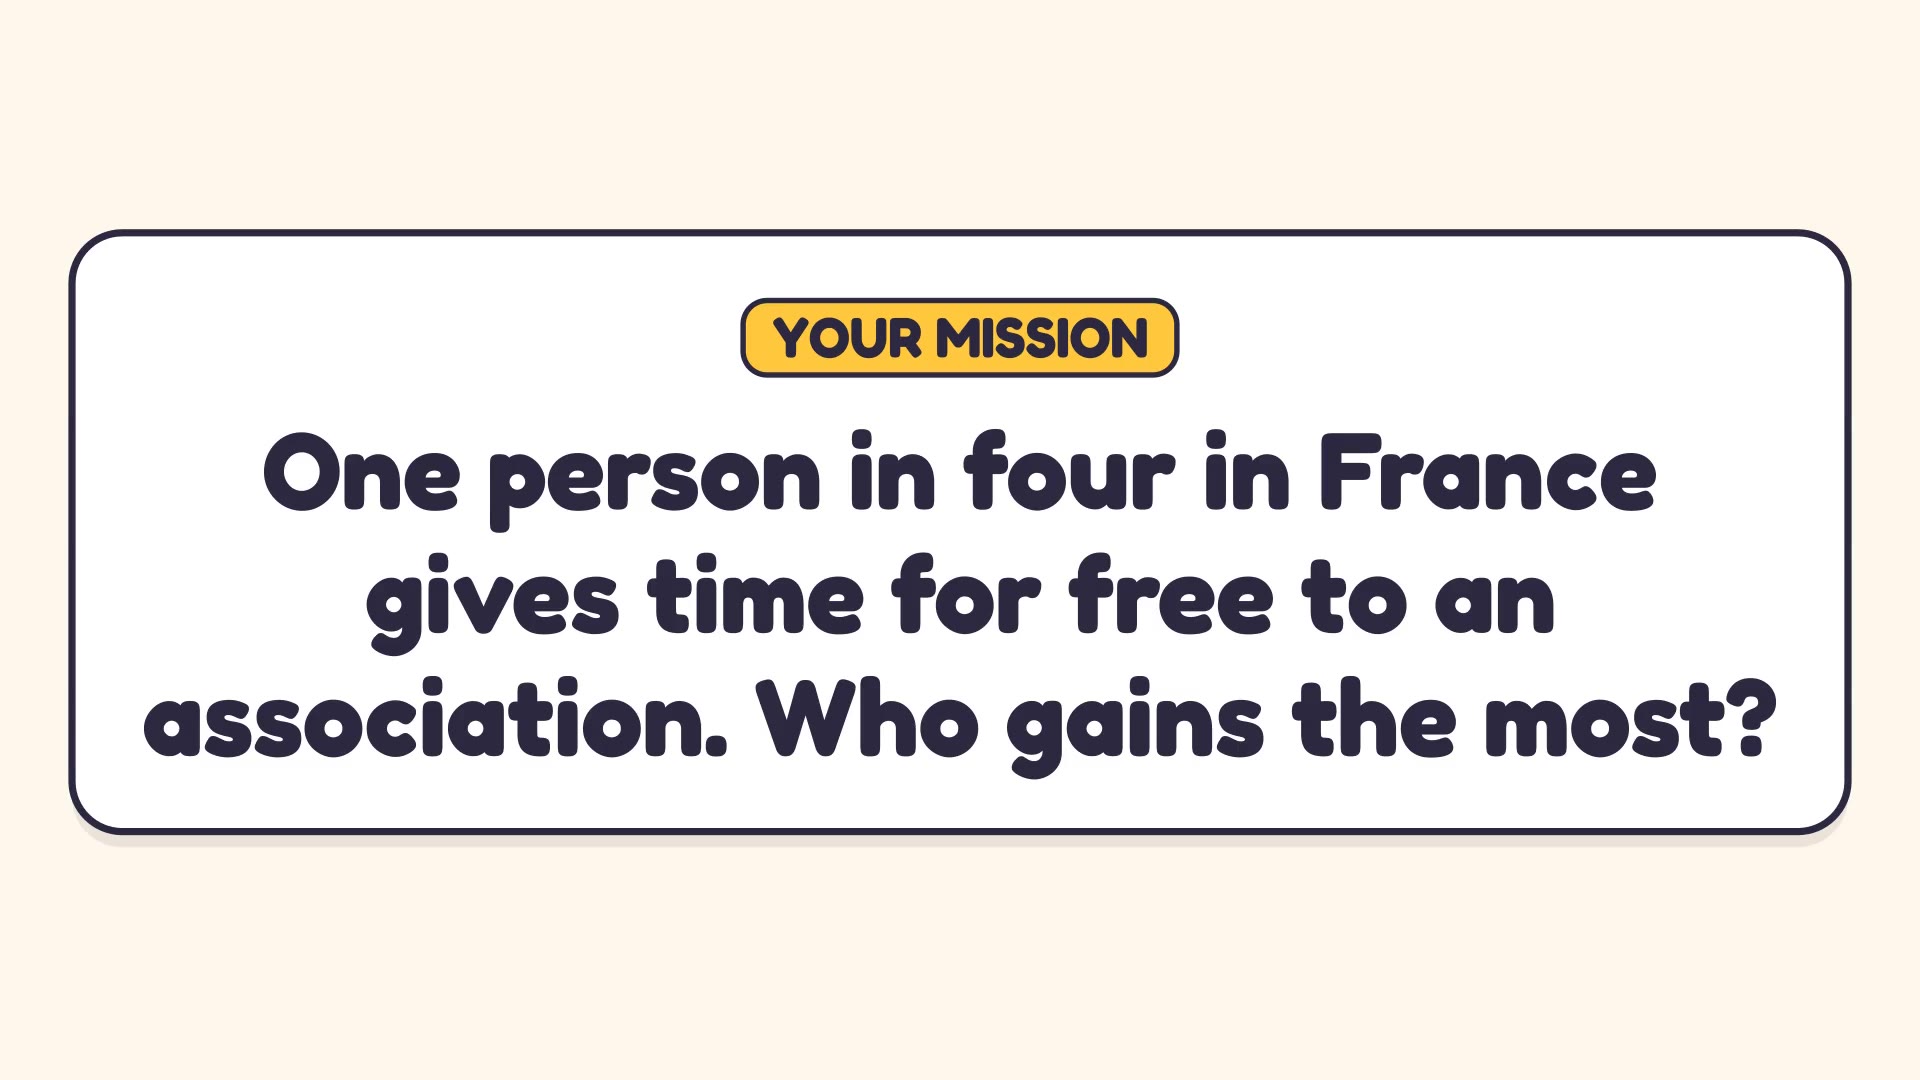 YOUR MISSION
One person in four in France
gives time for free to an
association. Who gains the most?